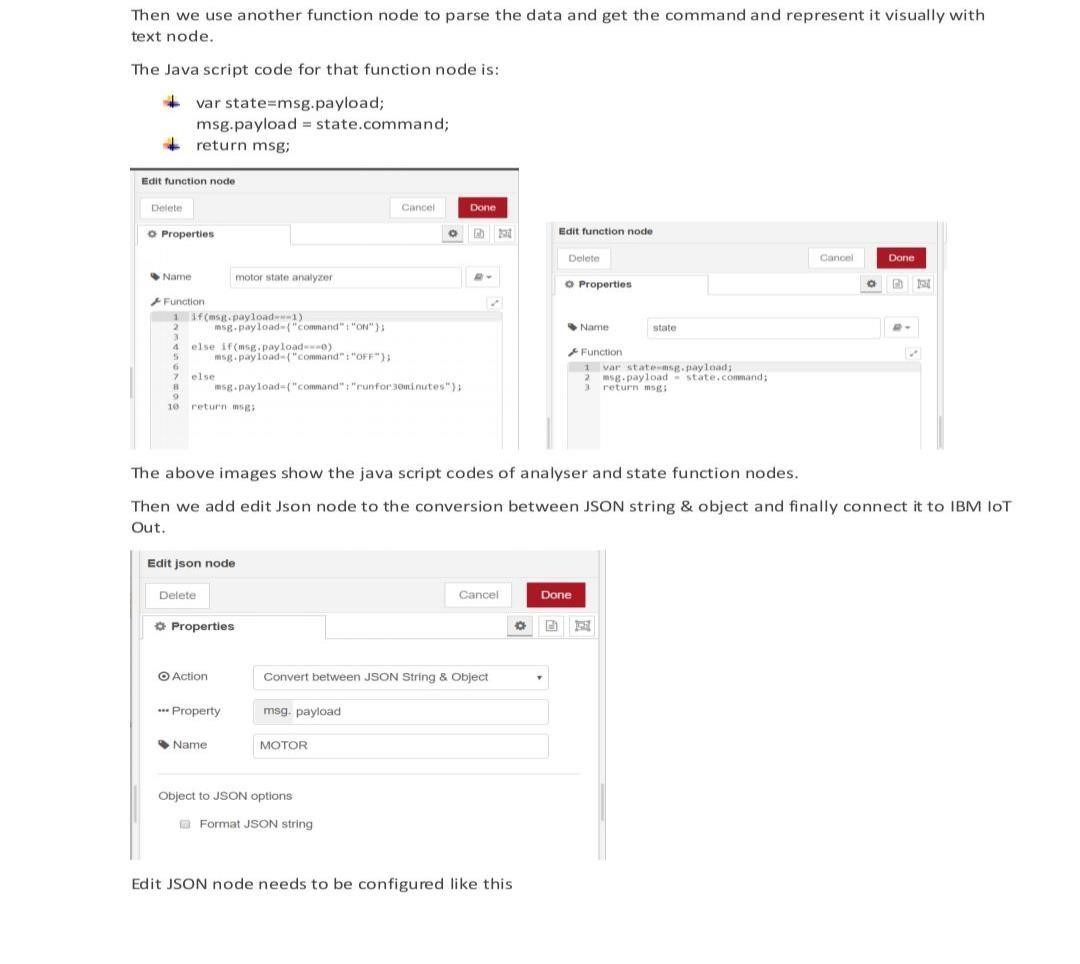 Then we use another function node to parse the data and get the command and represent it visually with
text node.
The Java script code for that function node is:
var state=msg.payload;
msg.payload = state.command;
return msg;
Edit function node
Delete
Cancel
Done
Properties
Name
motor state analyzer
Function
1 if(msg.payload===1)
2 msg.payload={"command":"ON"};
3
4 else if(msg.payload===0)
5 msg.payload={"command":"OFF"};
6
7 else
8 msg.payload={"command":"runfor30minutes"};
9
10 return msg;
Edit function node
Delete
Cancel
Done
Properties
Name
state
Function
1 var state=msg.payload;
2 msg.payload = state.command;
3 return msg;
The above images show the java script codes of analyser and state function nodes.
Then we add edit Json node to the conversion between JSON string & object and finally connect it to IBM IoT
Out.
Edit json node
Delete
Cancel
Done
Properties
Action
Convert between JSON String & Object
Property
msg. payload
Name
MOTOR
Object to JSON options
Format JSON string
Edit JSON node needs to be configured like this